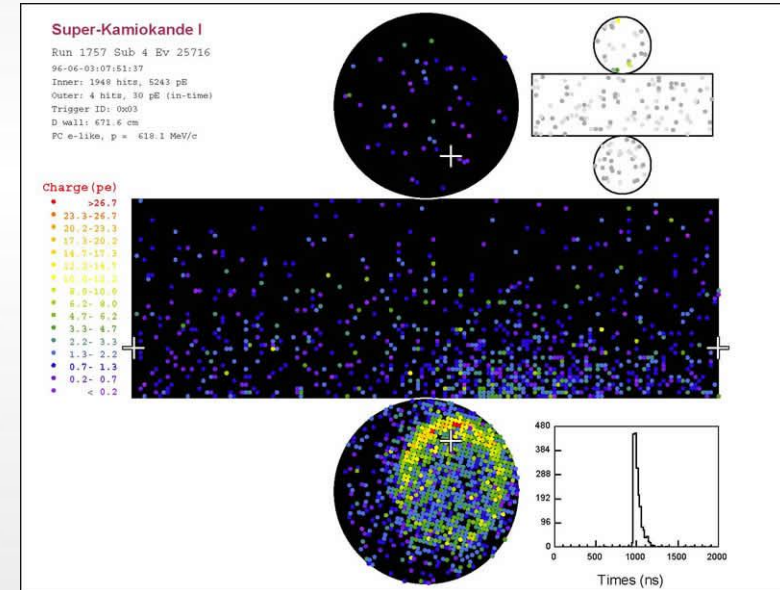 Super-Kamiokande I
Run 1757 Sub 4 Ev 25716
96-06-03:07:51:37
Inner: 1948 hits, 5243 pE
Outer: 4 hits, 30 pE (in-time)
Trigger ID: 0x03
D wall: 671.6 cm
FC e-like, p = 618.1 MeV/c
Charge(pe)
>26.7
23.3-26.7
20.2-23.3
17.3-20.2
14.7-17.3
12.2-14.7
10.0-12.2
8.0-10.0
6.2- 8.0
4.7- 6.2
3.3- 4.7
2.2- 3.3
1.3- 2.2
0.7- 1.3
0.2- 0.7
< 0.2
480
384
288
192
96
0
0 500 1000 1500 2000
Times (ns)